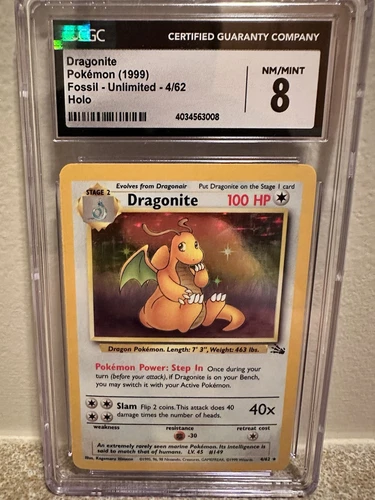 CGC
CERTIFIED GUARANTY COMPANY
Dragonite
Pokémon (1999)
Fossil - Unlimited - 4/62
Holo
NM/MINT
8
4034563008
STAGE 2
Evolves from Dragonair
Put Dragonite on the Stage 1 card
Dragonite
100 HP
Dragon Pokémon. Length: 7' 3", Weight: 463 lbs.
Pokémon Power: Step In Once during your
turn (before your attack), if Dragonite is on your Bench,
you may switch it with your Active Pokémon.
Slam Flip 2 coins. This attack does 40
damage times the number of heads.
40x
weakness
resistance
retreat cost
-30
An extremely rarely seen marine Pokémon. Its intelligence is
said to match that of humans. LV. 45 #149
4/62